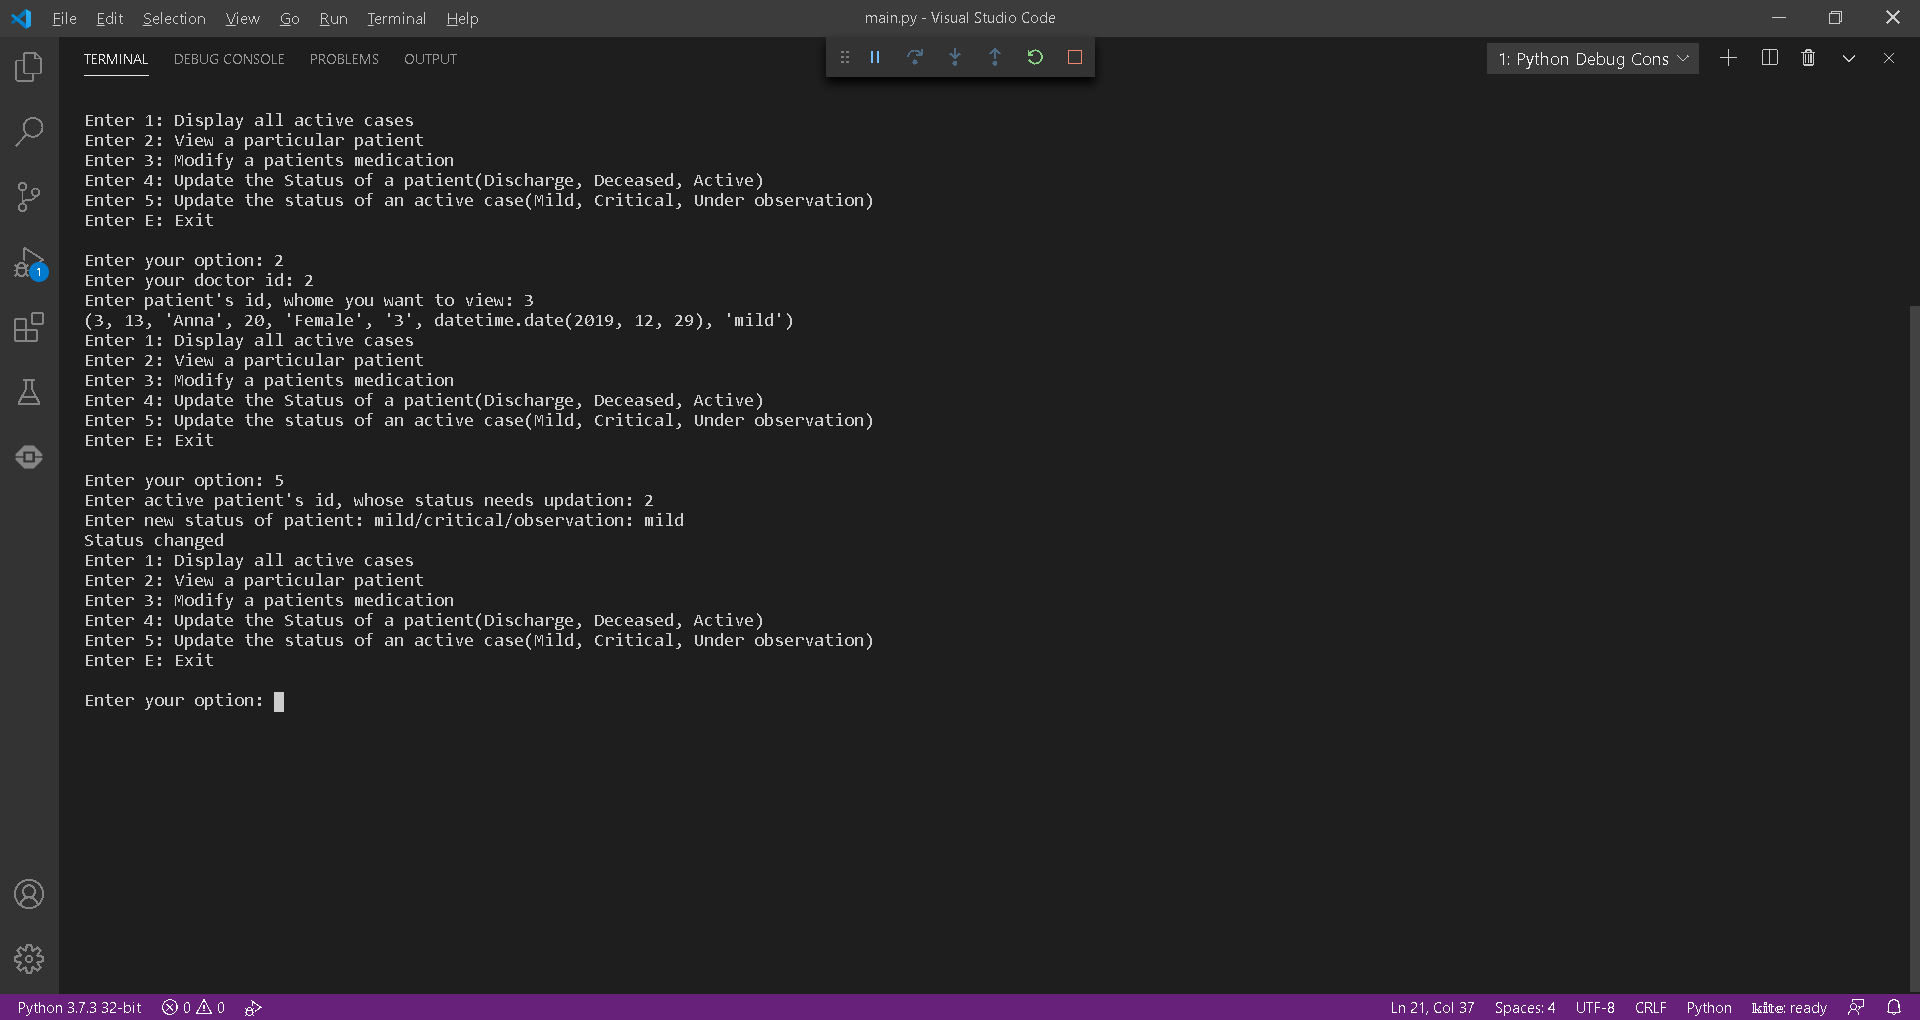 File Edit Selection View Go Run Terminal Help main.py - Visual Studio Code
TERMINAL DEBUG CONSOLE PROBLEMS OUTPUT 1: Python Debug Cons
Enter 1: Display all active cases
Enter 2: View a particular patient
Enter 3: Modify a patients medication
Enter 4: Update the Status of a patient(Discharge, Deceased, Active)
Enter 5: Update the status of an active case(Mild, Critical, Under observation)
Enter E: Exit
Enter your option: 2
Enter your doctor id: 2
Enter patient's id, whome you want to view: 3
(3, 13, 'Anna', 20, 'Female', '3', datetime.date(2019, 12, 29), 'mild')
Enter 1: Display all active cases
Enter 2: View a particular patient
Enter 3: Modify a patients medication
Enter 4: Update the Status of a patient(Discharge, Deceased, Active)
Enter 5: Update the status of an active case(Mild, Critical, Under observation)
Enter E: Exit
Enter your option: 5
Enter active patient's id, whose status needs updation: 2
Enter new status of patient: mild/critical/observation: mild
Status changed
Enter 1: Display all active cases
Enter 2: View a particular patient
Enter 3: Modify a patients medication
Enter 4: Update the Status of a patient(Discharge, Deceased, Active)
Enter 5: Update the status of an active case(Mild, Critical, Under observation)
Enter E: Exit
Enter your option:
1
Python 3.7.3 32-bit 0 0 Ln 21, Col 37 Spaces: 4 UTF-8 CRLF Python kite: ready